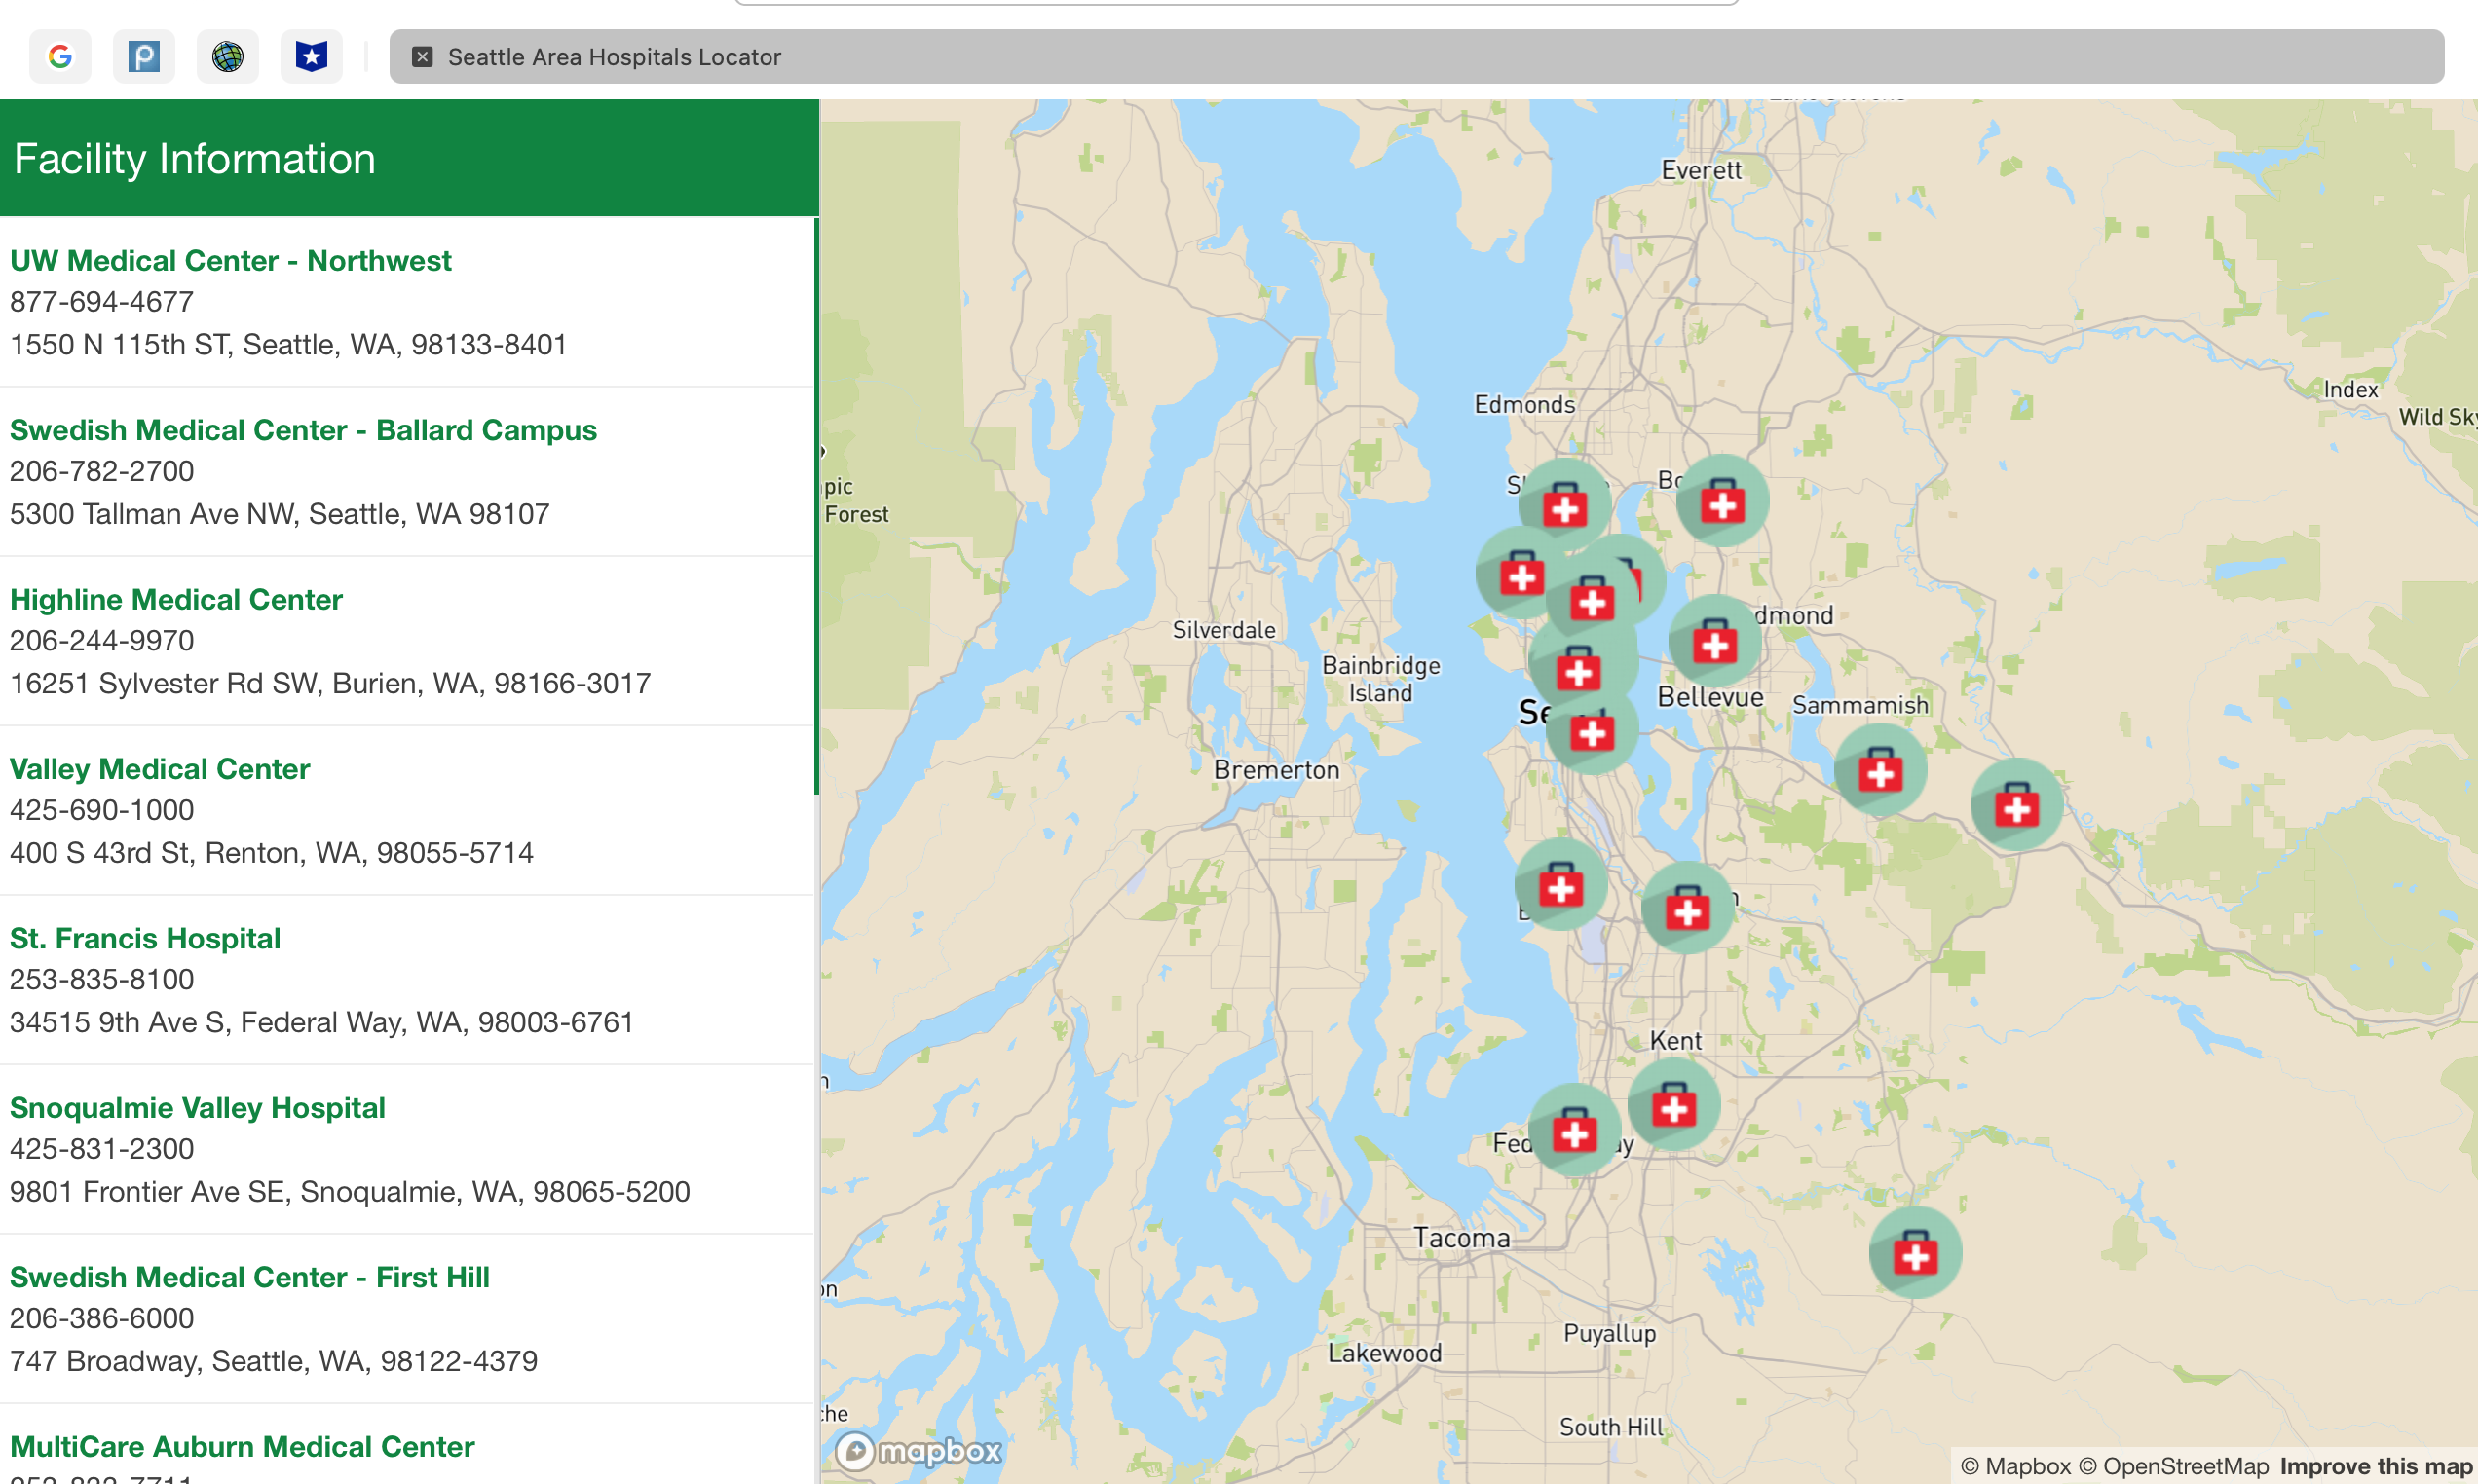 Seattle Area Hospitals Locator
Facility Information
UW Medical Center - Northwest
877-694-4677
1550 N 115th ST, Seattle, WA, 98133-8401
Swedish Medical Center - Ballard Campus
206-782-2700
5300 Tallman Ave NW, Seattle, WA 98107
Highline Medical Center
206-244-9970
16251 Sylvester Rd SW, Burien, WA, 98166-3017
Valley Medical Center
425-690-1000
400 S 43rd St, Renton, WA, 98055-5714
St. Francis Hospital
253-835-8100
34515 9th Ave S, Federal Way, WA, 98003-6761
Snoqualmie Valley Hospital
425-831-2300
9801 Frontier Ave SE, Snoqualmie, WA, 98065-5200
Swedish Medical Center - First Hill
206-386-6000
747 Broadway, Seattle, WA, 98122-4379
MultiCare Auburn Medical Center
Everett
Index
Wild Sky
Edmonds
Forest
dmond
Silverdale
Bainbridge
Island
Bellevue
Sammamish
Bremerton
Kent
Tacoma
Puyallup
Lakewood
South Hill
mapbox
© Mapbox © OpenStreetMap Improve this map